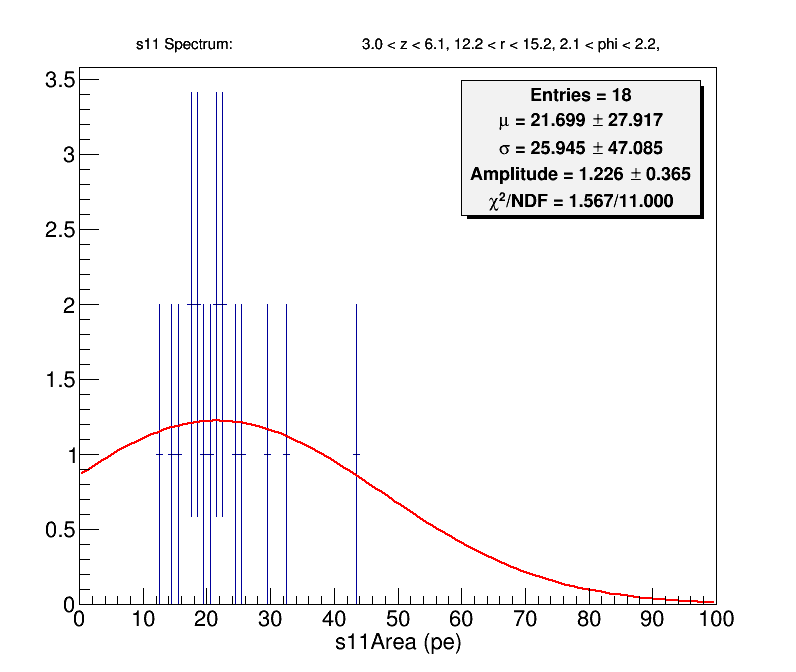 s11 Spectrum: 3.0 < z < 6.1, 12.2 < r < 15.2, 2.1 < phi < 2.2,
Entries = 18
μ = 21.699 ± 27.917
σ = 25.945 ± 47.085
Amplitude = 1.226 ± 0.365
χ²/NDF = 1.567/11.000
3.5
3
2.5
2
1.5
1
0.5
0
0 10 20 30 40 50 60 70 80 90 100
s11Area (pe)